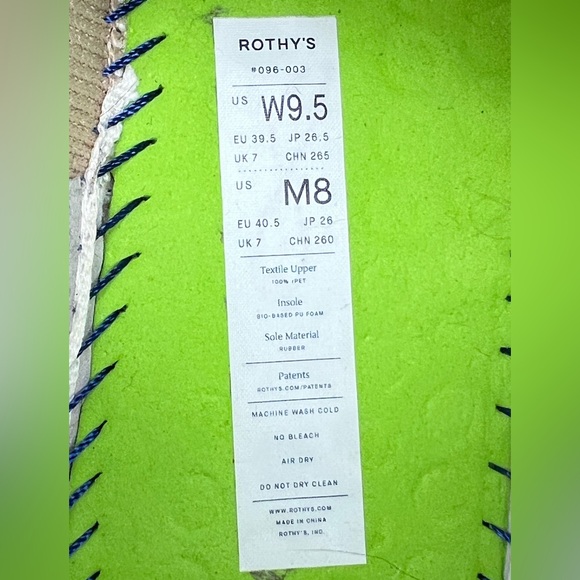 ROTHY'S
#096-003
US W9.5
EU 39.5 JP 26.5
UK 7 CHN 265
US M8
EU 40.5 JP 26
UK 7 CHN 260
Textile Upper
100% rPET
Insole
BIO-BASED PU FOAM
Sole Material
RUBBER
Patents
ROTHYS.COM/PATENTS
MACHINE WASH COLD
NO BLEACH
AIR DRY
DO NOT DRY CLEAN
WWW.ROTHYS.COM
MADE IN CHINA
ROTHY'S, INC.